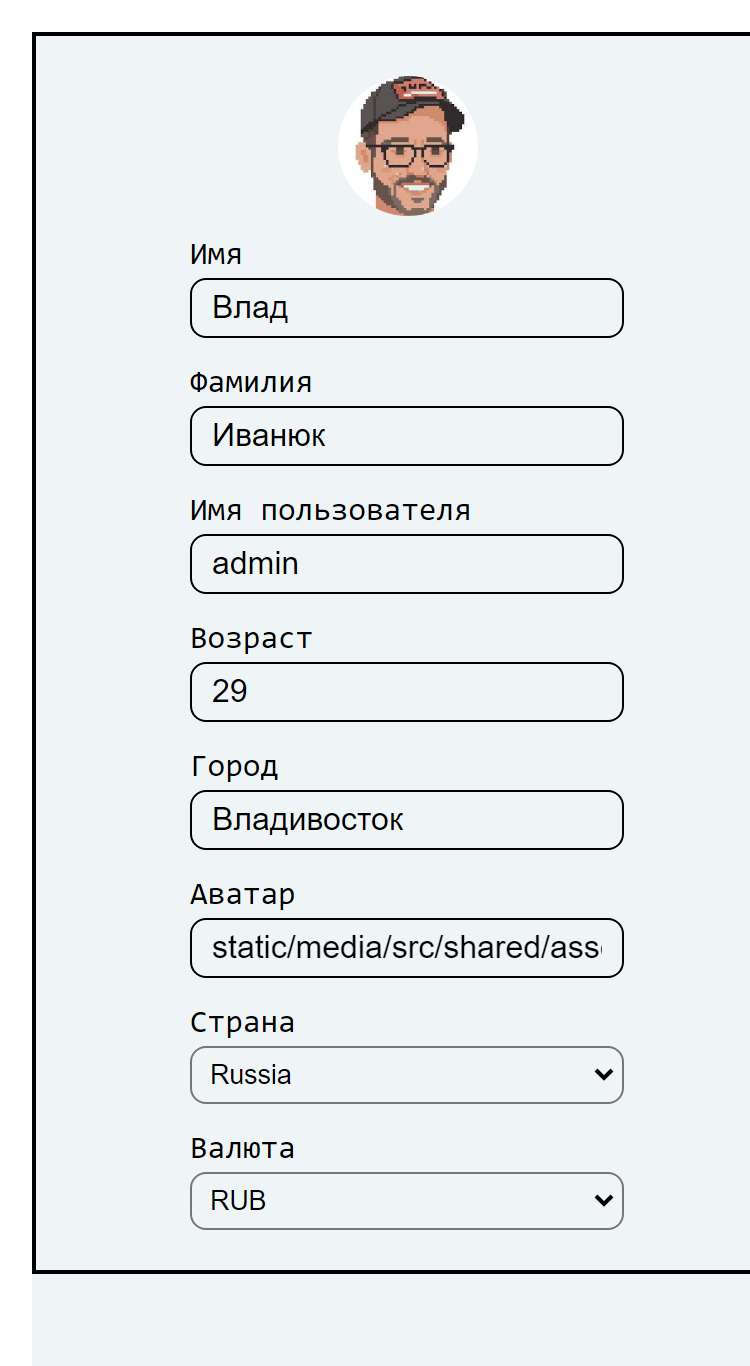 Имя
Влад
Фамилия
Иванюк
Имя пользователя
admin
Возраст
29
Город
Владивосток
Аватар
static/media/src/shared/ass
Страна
Russia
Валюта
RUB